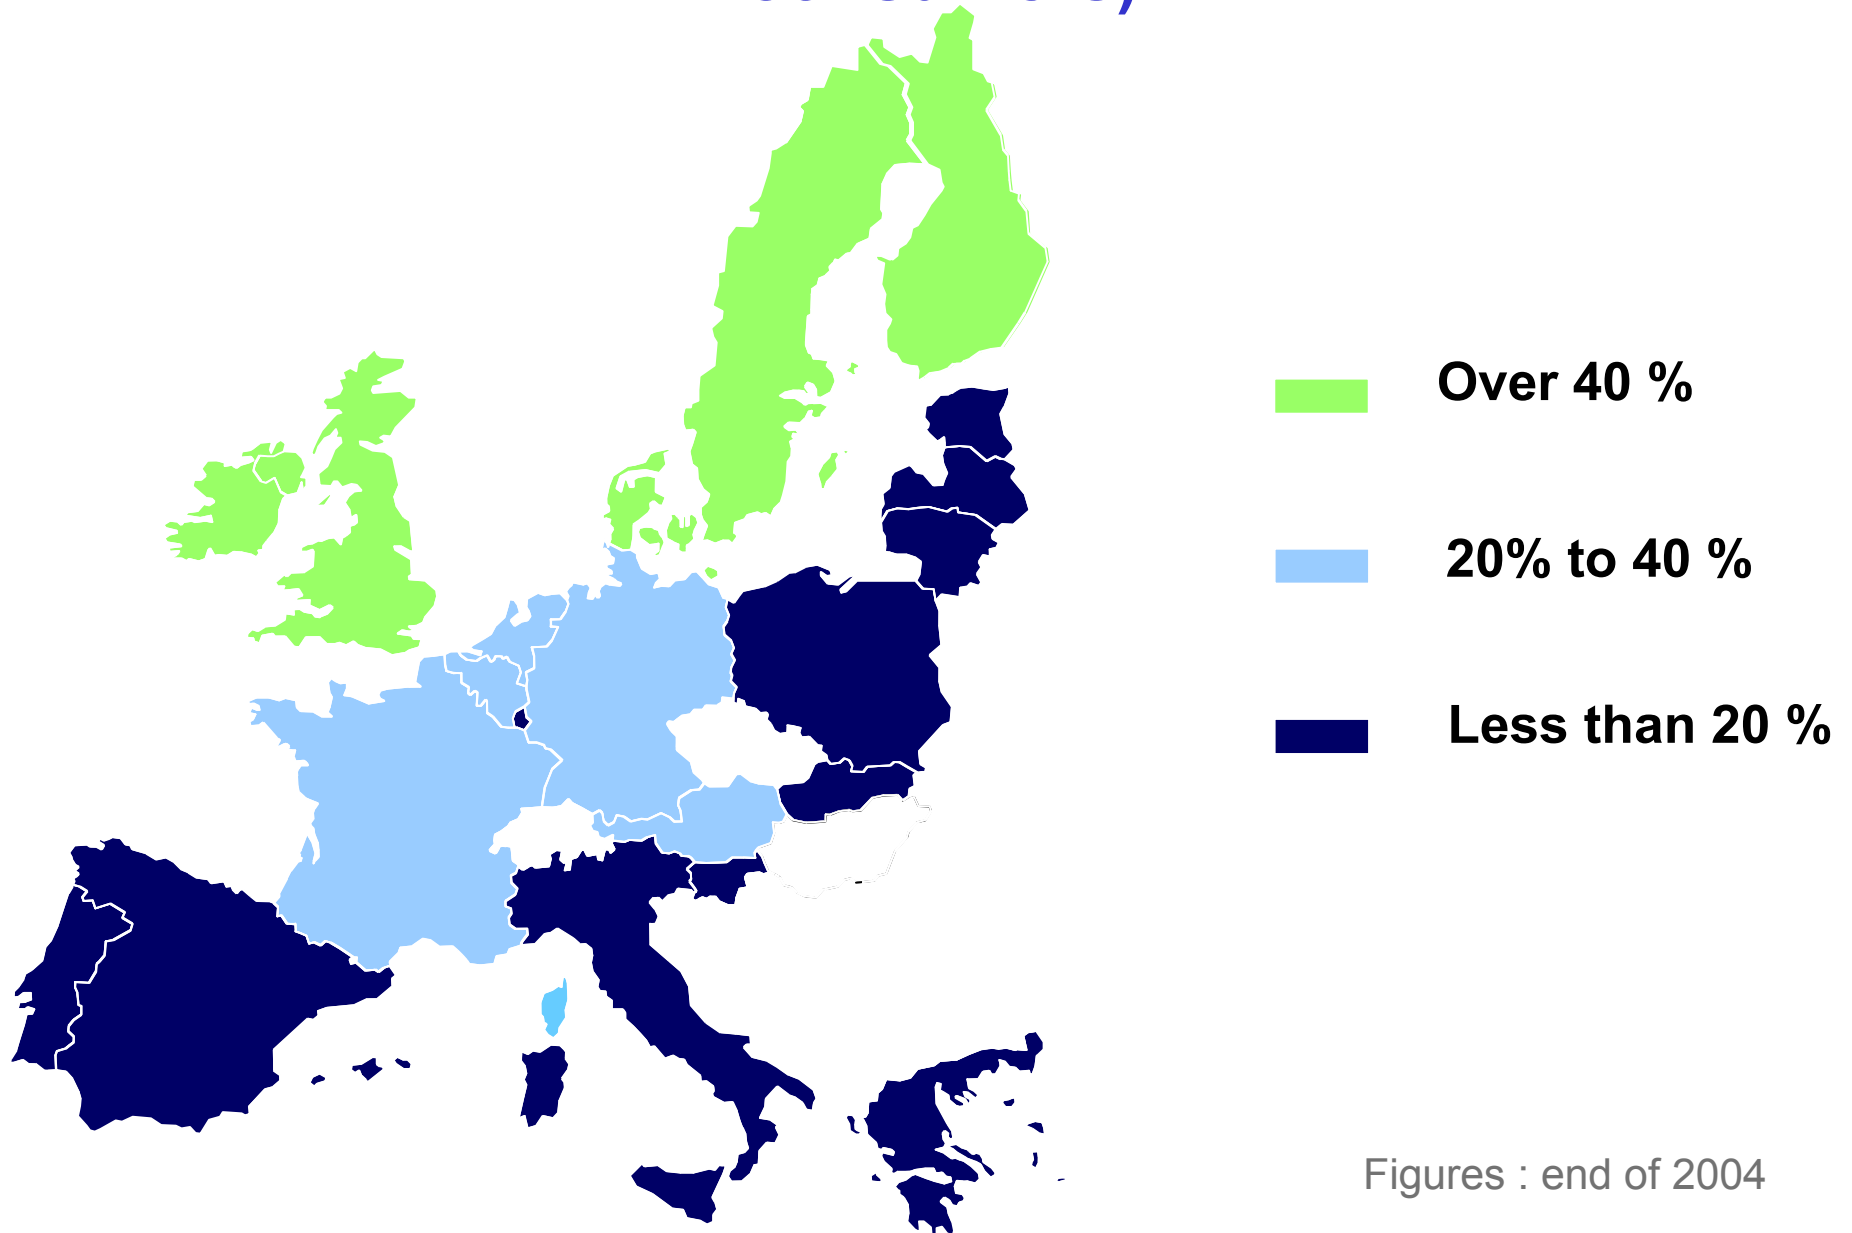 Over 40 %
20% to 40 %
Less than 20 %
Figures : end of 2004